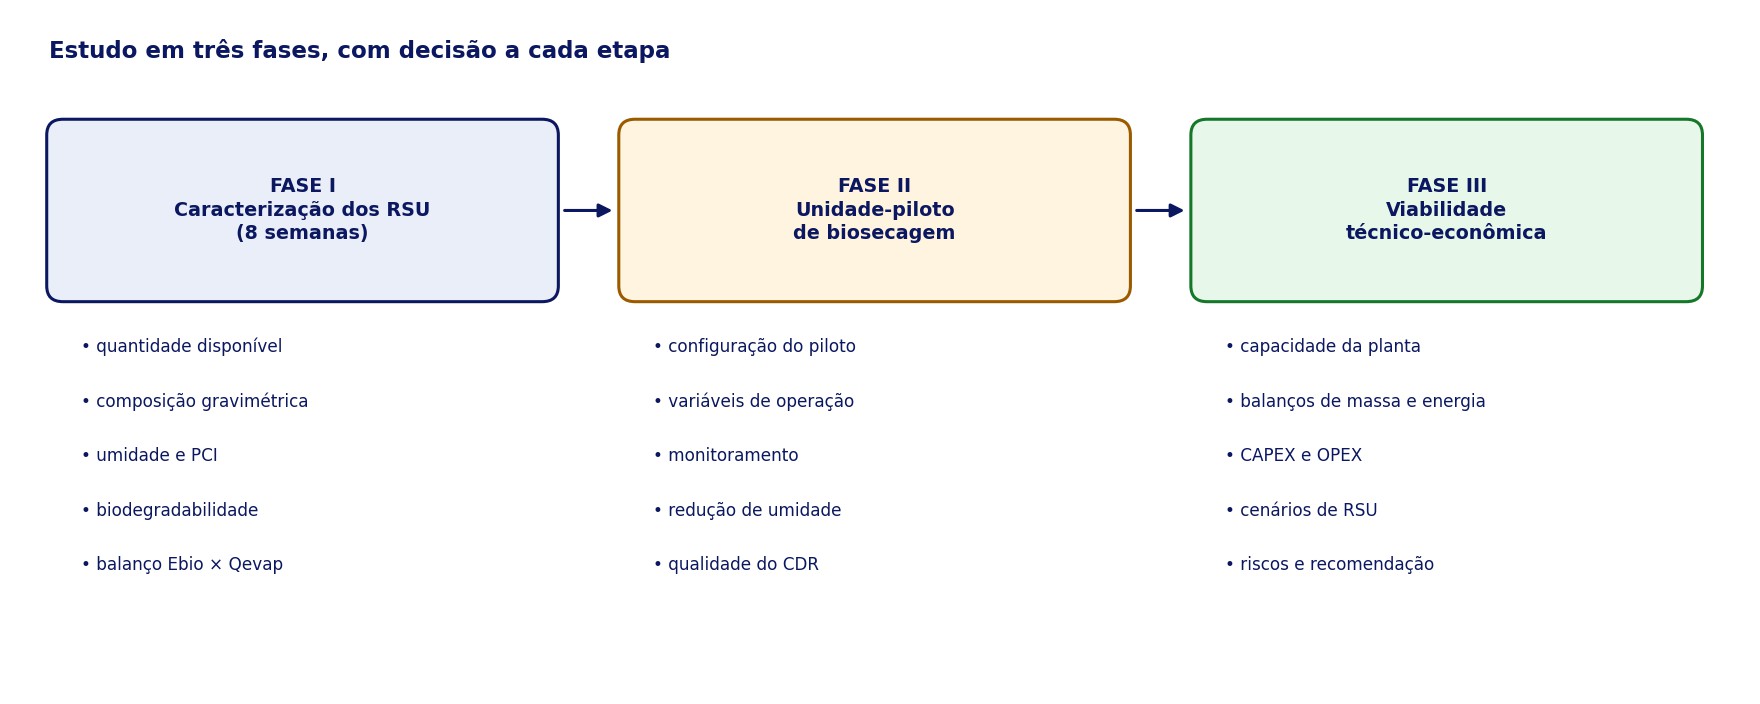 Estudo em três fases, com decisão a cada etapa
FASE I
Caracterização dos RSU
(8 semanas)
• quantidade disponível
• composição gravimétrica
• umidade e PCI
• biodegradabilidade
• balanço Ebio × Qevap
FASE II
Unidade-piloto
de biosecagem
• configuração do piloto
• variáveis de operação
• monitoramento
• redução de umidade
• qualidade do CDR
FASE III
Viabilidade
técnico-econômica
• capacidade da planta
• balanços de massa e energia
• CAPEX e OPEX
• cenários de RSU
• riscos e recomendação